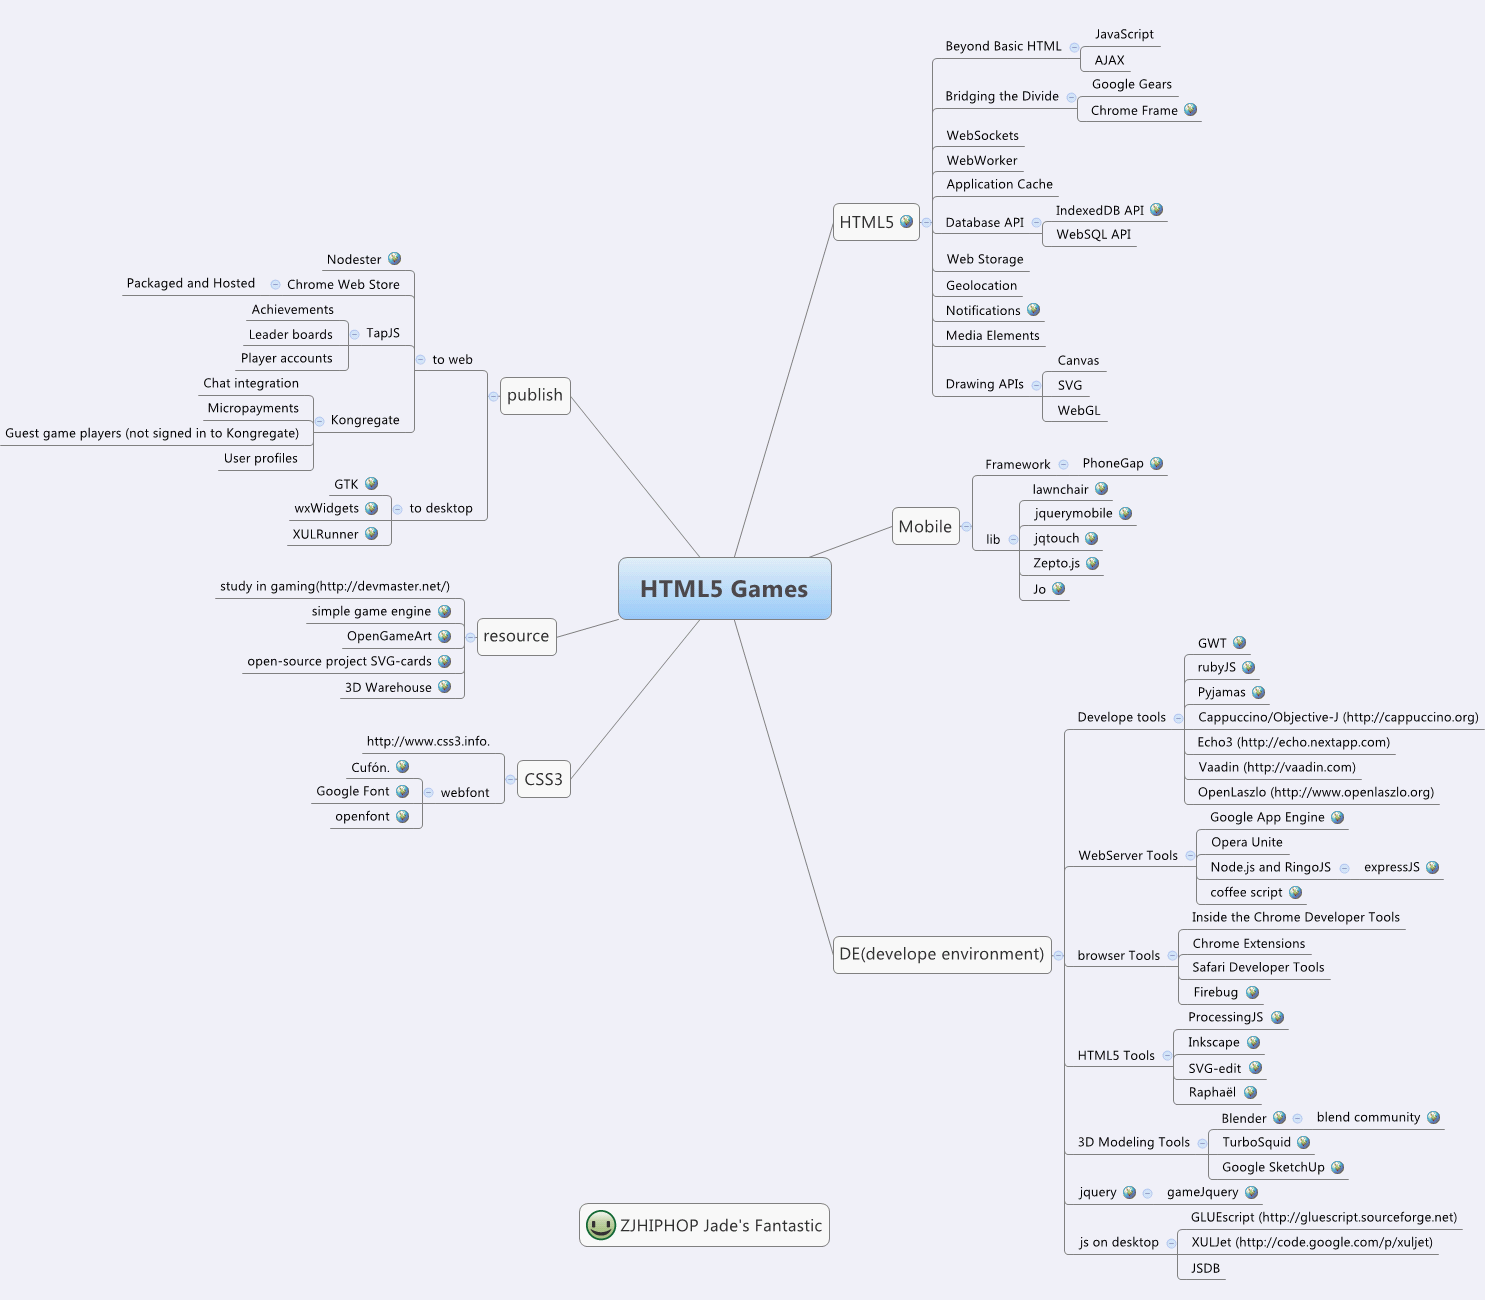 HTML5 Games
HTML5
Beyond Basic HTML
JavaScript
AJAX
Bridging the Divide
Google Gears
Chrome Frame
WebSockets
WebWorker
Application Cache
Database API
IndexedDB API
WebSQL API
Web Storage
Geolocation
Notifications
Media Elements
Drawing APIs
Canvas
SVG
WebGL
Mobile
Framework
PhoneGap
lib
lawnchair
jquerymobile
jqtouch
Zepto.js
Jo
DE(develope environment)
Develope tools
GWT
rubyJS
Pyjamas
Cappuccino/Objective-J (http://cappuccino.org)
Echo3 (http://echo.nextapp.com)
Vaadin (http://vaadin.com)
OpenLaszlo (http://www.openlaszlo.org)
WebServer Tools
Google App Engine
Opera Unite
Node.js and RingoJS
expressJS
coffee script
browser Tools
Inside the Chrome Developer Tools
Chrome Extensions
Safari Developer Tools
Firebug
HTML5 Tools
ProcessingJS
Inkscape
SVG-edit
Raphaël
3D Modeling Tools
Blender
blend community
TurboSquid
Google SketchUp
jquery
gameJquery
js on desktop
GLUEscript (http://gluescript.sourceforge.net)
XULJet (http://code.google.com/p/xuljet)
JSDB
publish
to web
Nodester
Chrome Web Store
Packaged and Hosted
TapJS
Achievements
Leader boards
Player accounts
Kongregate
Chat integration
Micropayments
Guest game players (not signed in to Kongregate)
User profiles
to desktop
GTK
wxWidgets
XULRunner
resource
study in gaming(http://devmaster.net/)
simple game engine
OpenGameArt
open-source project SVG-cards
3D Warehouse
CSS3
http://www.css3.info.
webfont
Cufón.
Google Font
openfont
ZJHIPHOP Jade's Fantastic